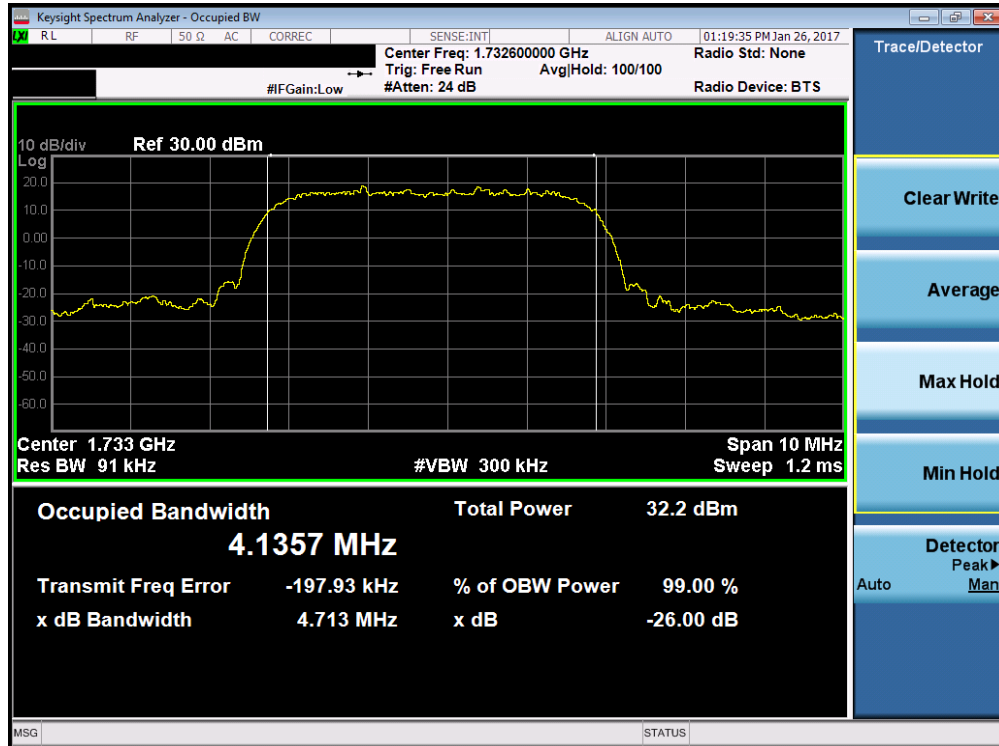 Keysight Spectrum Analyzer - Occupied BW
LXI RL RF 50 Ω AC CORREC SENSE:INT ALIGN AUTO 01:19:35 PM Jan 26, 2017
Center Freq: 1.732600000 GHz Radio Std: None
Trig: Free Run Avg|Hold: 100/100
#IFGain:Low #Atten: 24 dB Radio Device: BTS
10 dB/div Ref 30.00 dBm
Log
20.0
10.0
0.00
-10.0
-20.0
-30.0
-40.0
-50.0
-60.0
Center 1.733 GHz Span 10 MHz
Res BW 91 kHz #VBW 300 kHz Sweep 1.2 ms
Occupied Bandwidth Total Power 32.2 dBm
4.1357 MHz
Transmit Freq Error -197.93 kHz % of OBW Power 99.00 %
x dB Bandwidth 4.713 MHz x dB -26.00 dB
Trace/Detector
Clear Write
Average
Max Hold
Min Hold
Detector
Peak▶
Auto Man
MSG STATUS